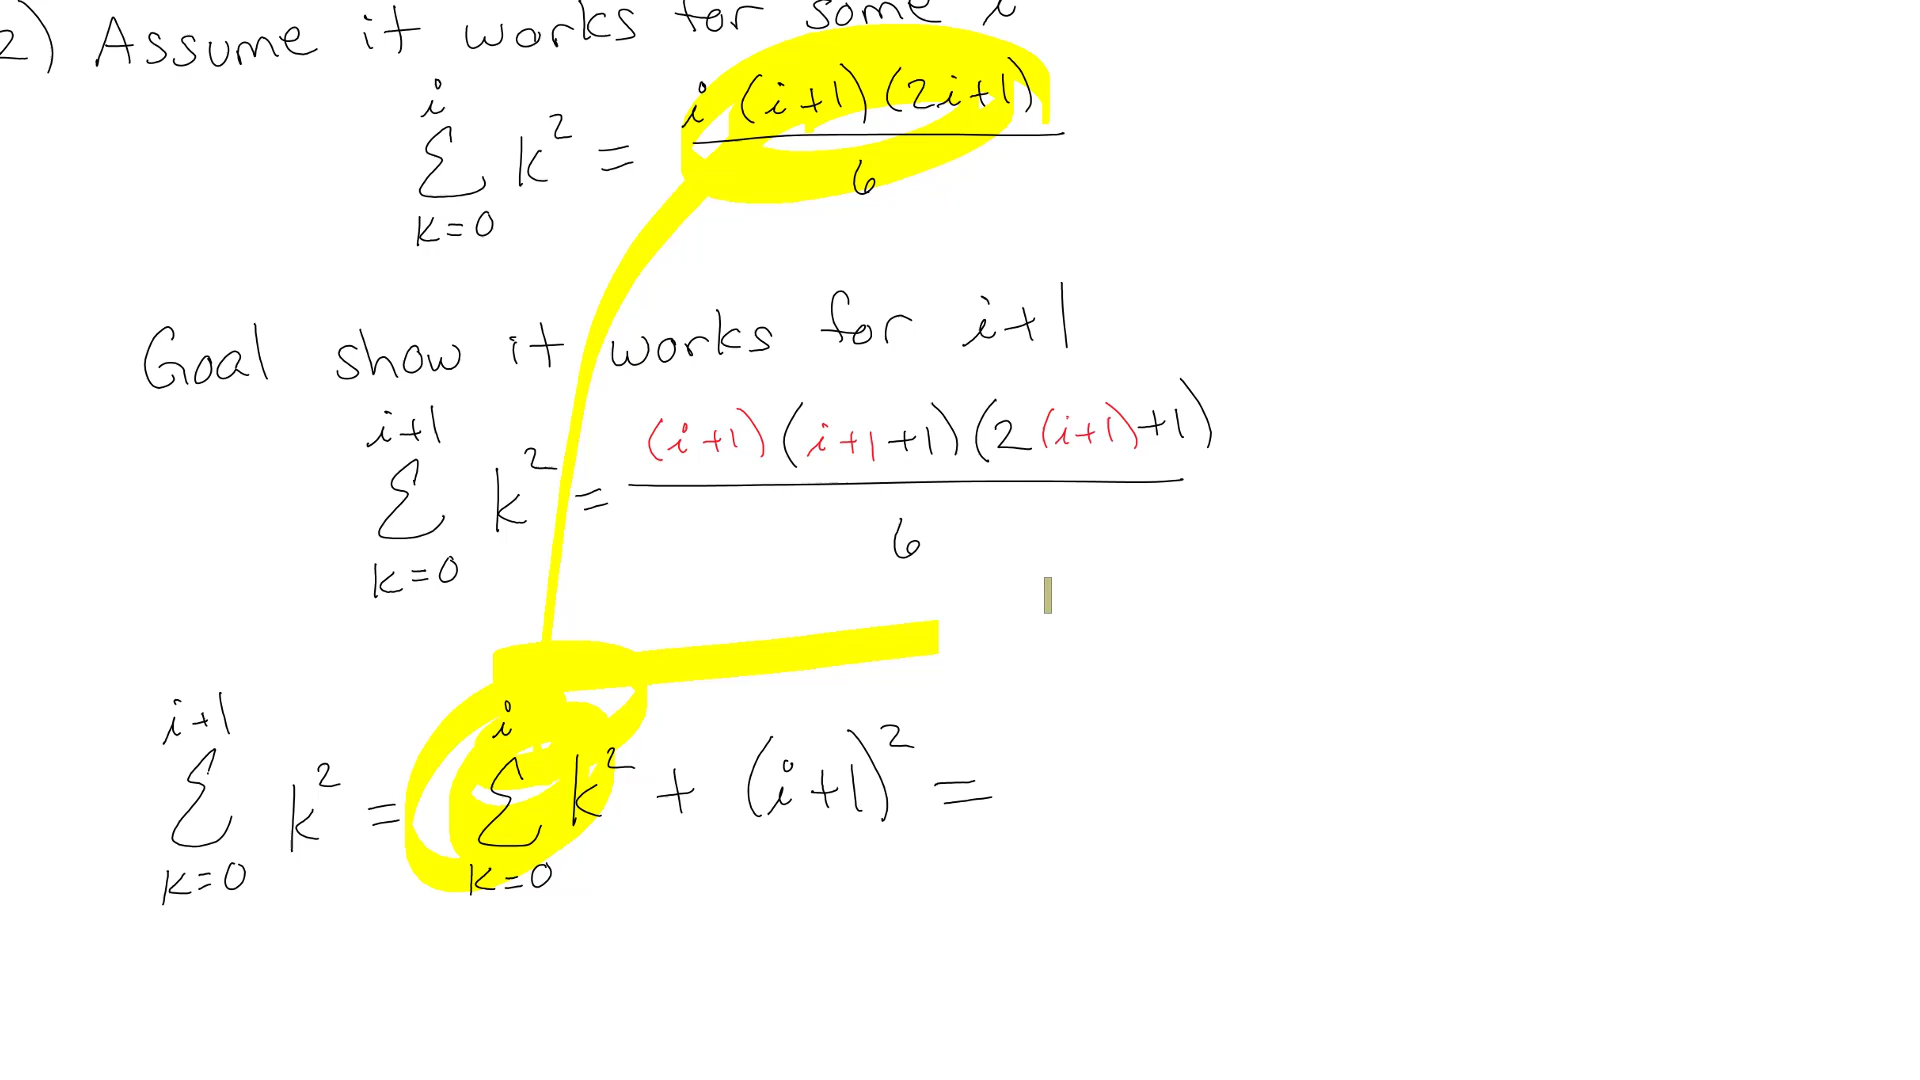 2) Assume it works for some i
i
Σ k² = i(i+1)(2i+1)
6
k=0
Goal show it works for i+1
i+1
Σ k² = (i+1)(i+1+1)(2(i+1)+1)
6
k=0
i+1 i
Σ k² = Σ k² + (i+1)² =
k=0 k=0